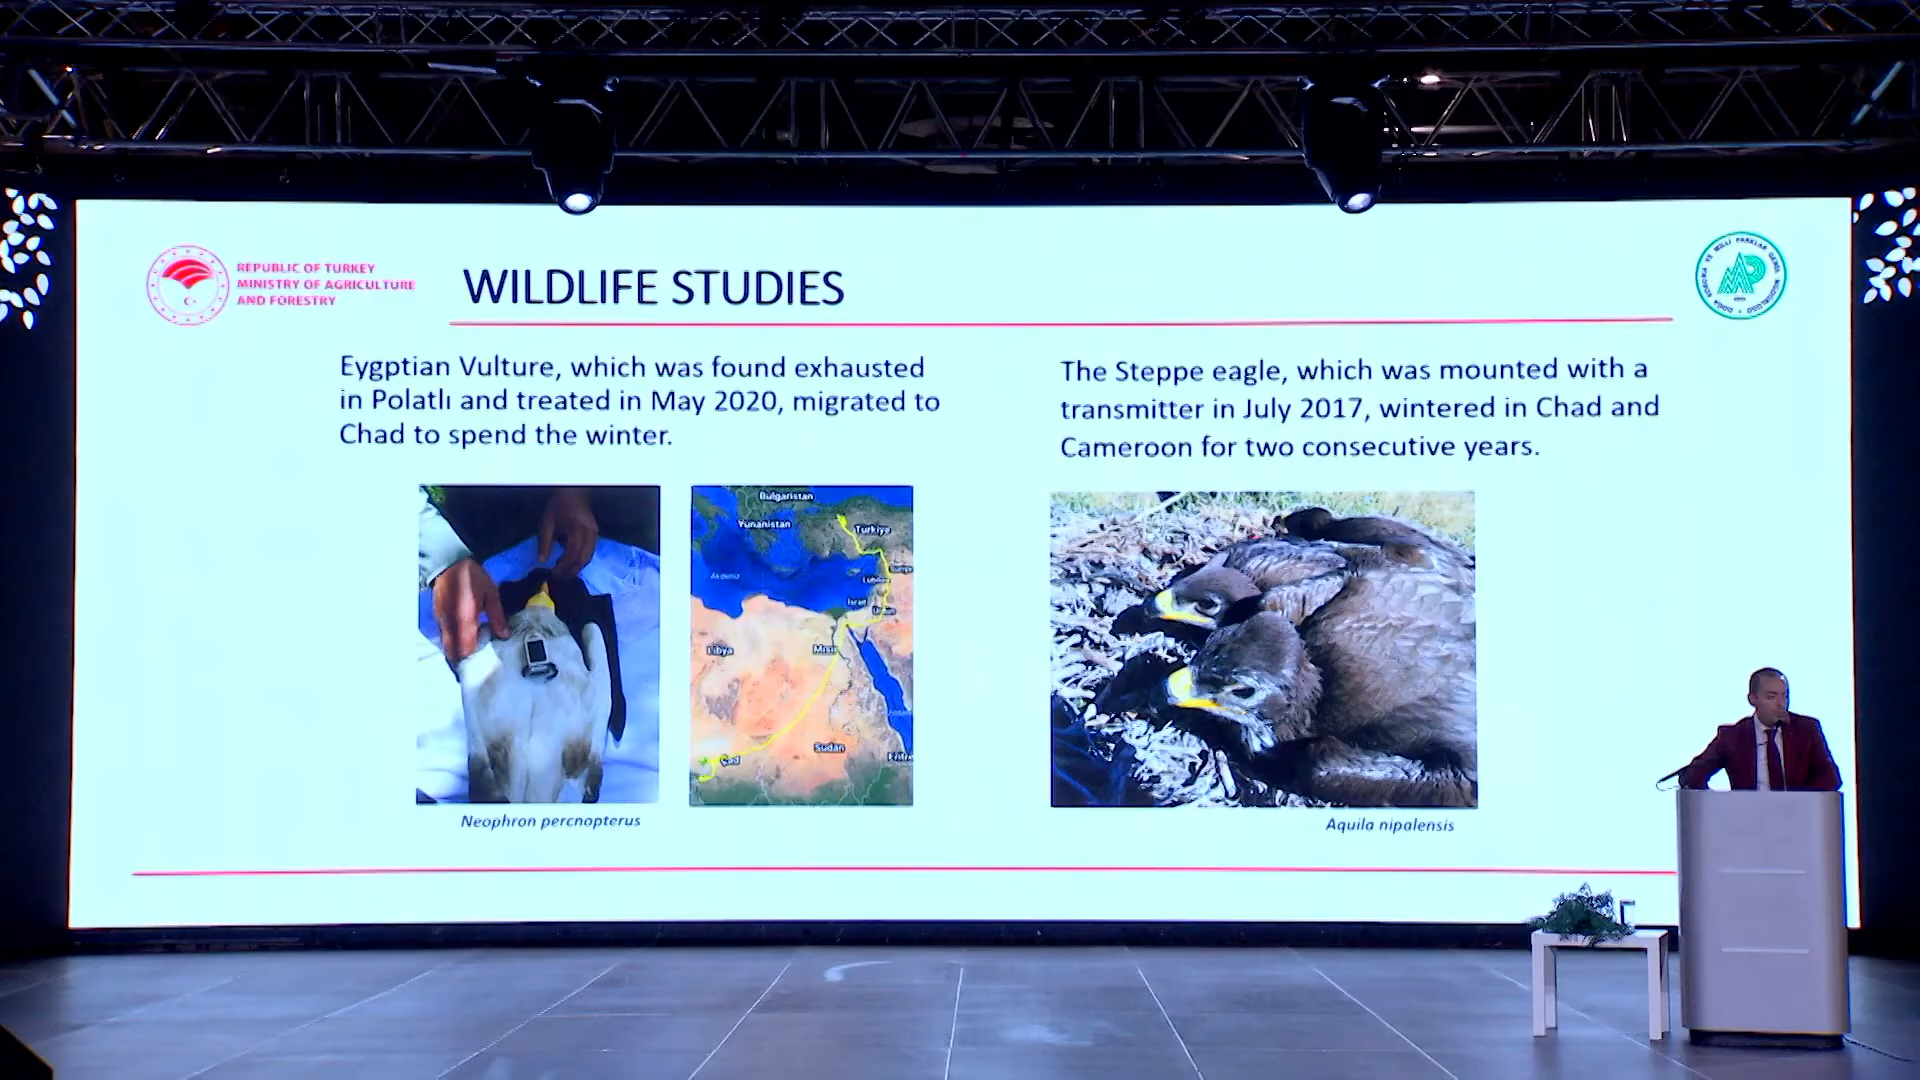 REPUBLIC OF TURKEY
MINISTRY OF AGRICULTURE
AND FORESTRY
WILDLIFE STUDIES
Eygptian Vulture, which was found exhausted
in Polatlı and treated in May 2020, migrated to
Chad to spend the winter.
The Steppe eagle, which was mounted with a
transmitter in July 2017, wintered in Chad and
Cameroon for two consecutive years.
Bulgaristan
Yunanistan
Türkiye
Akdeniz
Lübnan
İsrail
Libya
Mısır
Çad
Sudan
Neophron percnopterus
Aquila nipalensis